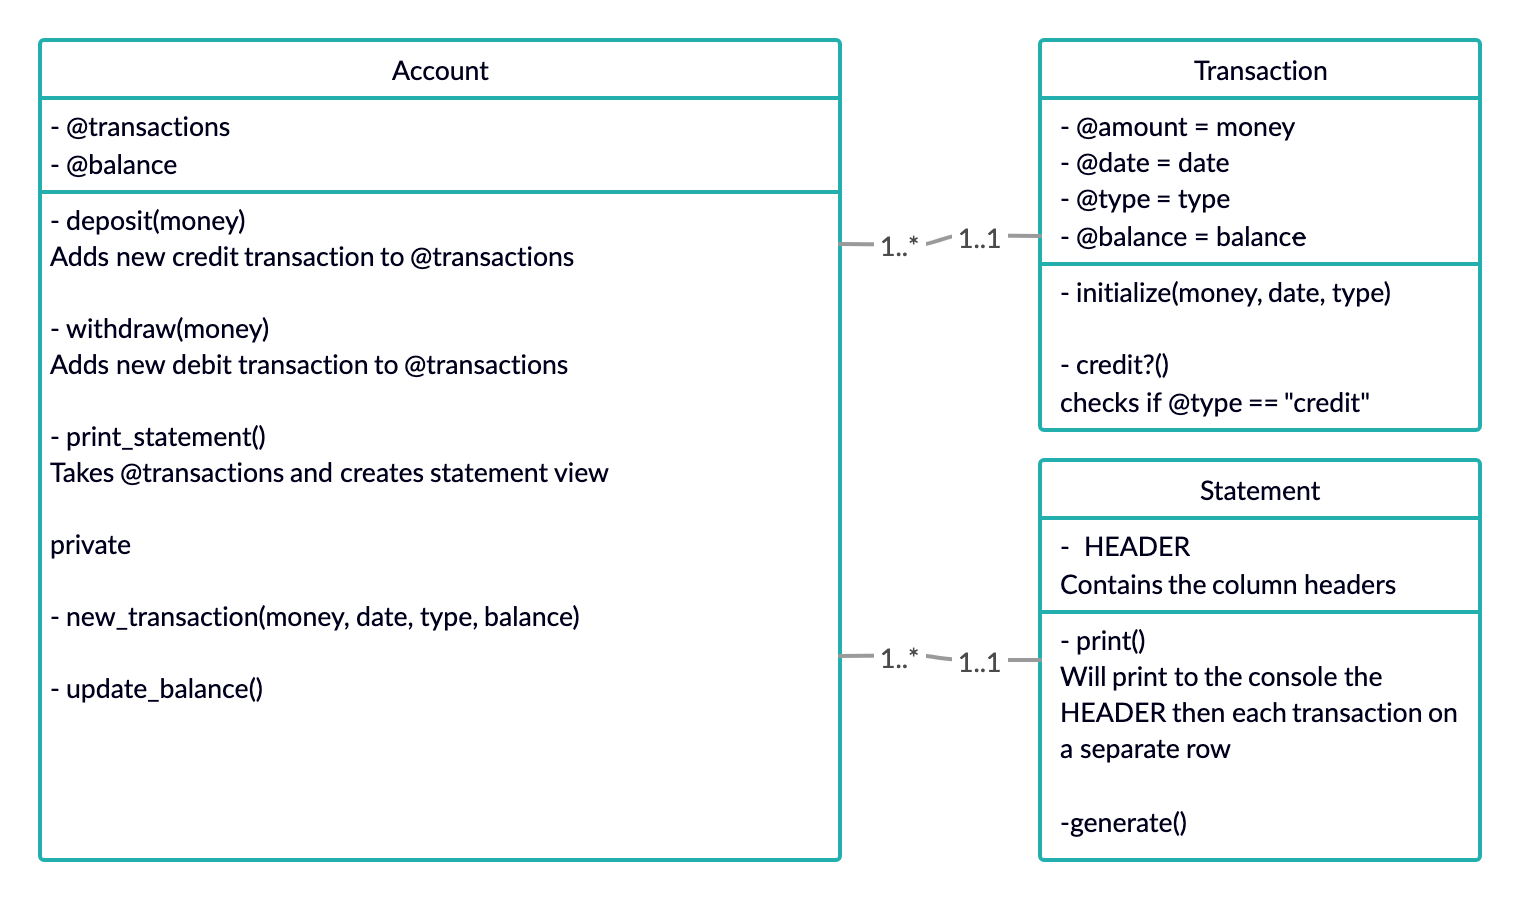 Account
- @transactions
- @balance
- deposit(money)
Adds new credit transaction to @transactions
- withdraw(money)
Adds new debit transaction to @transactions
- print_statement()
Takes @transactions and creates statement view
private
- new_transaction(money, date, type, balance)
- update_balance()
1..* 1..1
1..* 1..1
Transaction
- @amount = money
- @date = date
- @type = type
- @balance = balance
- initialize(money, date, type)
- credit?()
checks if @type == "credit"
Statement
- HEADER
Contains the column headers
- print()
Will print to the console the
HEADER then each transaction on
a separate row
-generate()